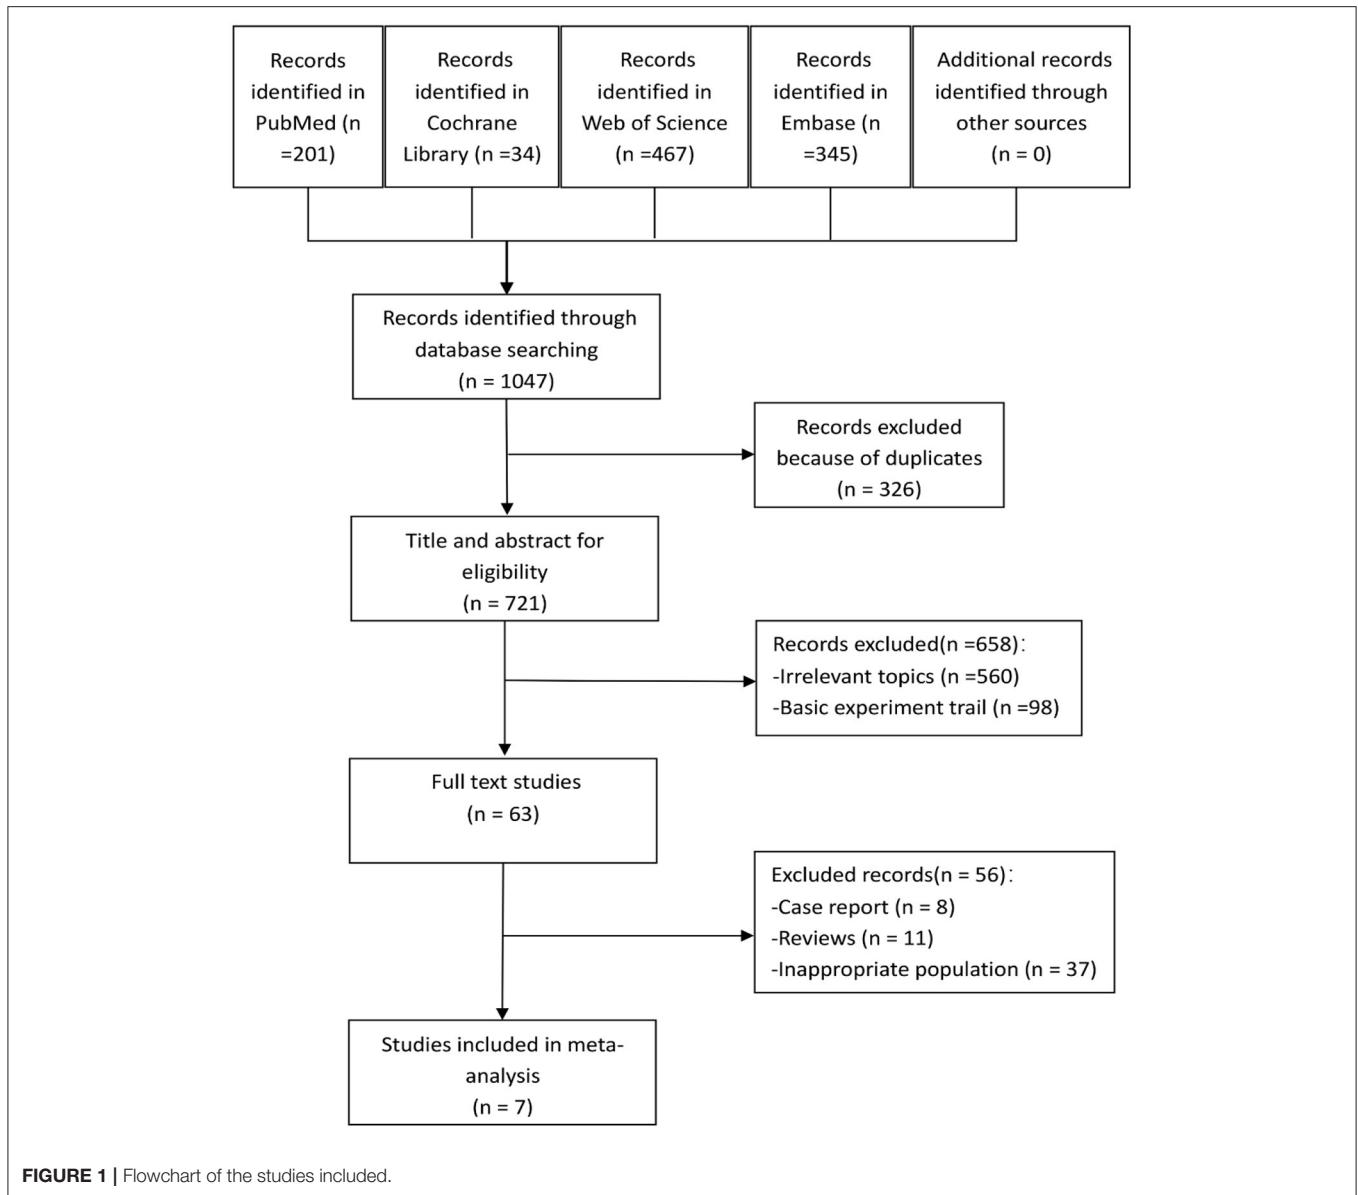 Records
identified in
PubMed (n
=201)
Records
identified in
Cochrane
Library (n =34)
Records
identified in
Web of Science
(n =467)
Records
identified in
Embase (n
=345)
Additional records
identified through
other sources
(n = 0)
Records identified through
database searching
(n = 1047)
Records excluded
because of duplicates
(n = 326)
Title and abstract for
eligibility
(n = 721)
Records excluded(n =658)：
-Irrelevant topics (n =560)
-Basic experiment trail (n =98)
Full text studies
(n = 63)
Excluded records(n = 56)：
-Case report (n = 8)
-Reviews (n = 11)
-Inappropriate population (n = 37)
Studies included in meta-
analysis
(n = 7)
FIGURE 1 | Flowchart of the studies included.